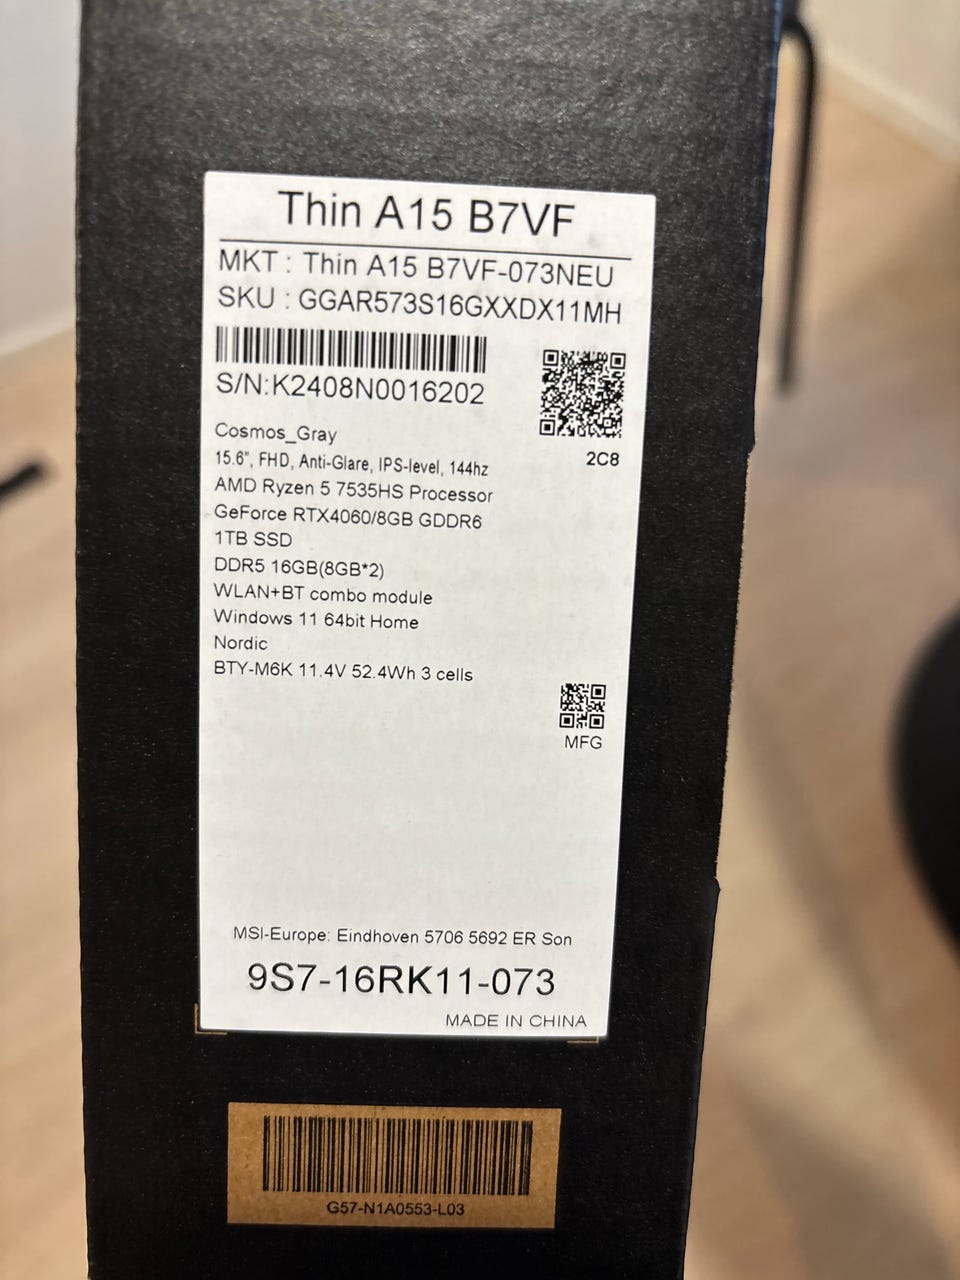 Thin A15 B7VF
MKT : Thin A15 B7VF-073NEU
SKU : GGAR573S16GXXDX11MH
S/N:K2408N0016202
2C8
Cosmos_Gray
15.6", FHD, Anti-Glare, IPS-level, 144hz
AMD Ryzen 5 7535HS Processor
GeForce RTX4060/8GB GDDR6
1TB SSD
DDR5 16GB(8GB*2)
WLAN+BT combo module
Windows 11 64bit Home
Nordic
BTY-M6K 11.4V 52.4Wh 3 cells
MFG
MSI-Europe: Eindhoven 5706 5692 ER Son
9S7-16RK11-073
MADE IN CHINA
G57-N1A0553-L03